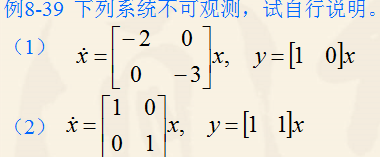 例8-39 下列系统不可观测，试自行说明。
（1） ẋ = [−2 0; 0 −3] x, y = [1 0]x
（2） ẋ = [1 0; 0 1] x, y = [1 1]x